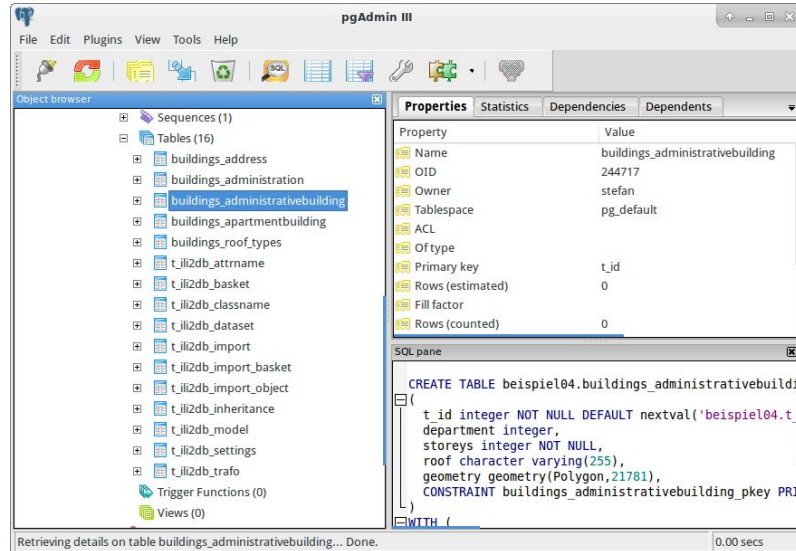 pgAdmin III
File Edit Plugins View Tools Help
SQL
Object browser
Sequences (1)
Tables (16)
buildings_address
buildings_administration
buildings_administrativebuilding
buildings_apartmentbuilding
buildings_roof_types
t_ili2db_attrname
t_ili2db_basket
t_ili2db_classname
t_ili2db_dataset
t_ili2db_import
t_ili2db_import_basket
t_ili2db_import_object
t_ili2db_inheritance
t_ili2db_model
t_ili2db_settings
t_ili2db_trafo
Trigger Functions (0)
Views (0)
Properties Statistics Dependencies Dependents
Property Value
Name buildings_administrativebuilding
OID 244717
Owner stefan
Tablespace pg_default
ACL
Of type
Primary key t_id
Rows (estimated) 0
Fill factor
Rows (counted) 0
SQL pane
CREATE TABLE beispiel04.buildings_administrativebuildi
(
t_id integer NOT NULL DEFAULT nextval('beispiel04.t_
department integer,
storeys integer NOT NULL,
roof character varying(255),
geometry geometry(Polygon,21781),
CONSTRAINT buildings_administrativebuilding_pkey PRI
)
WITH (
Retrieving details on table buildings_administrativebuilding... Done. 0.00 secs